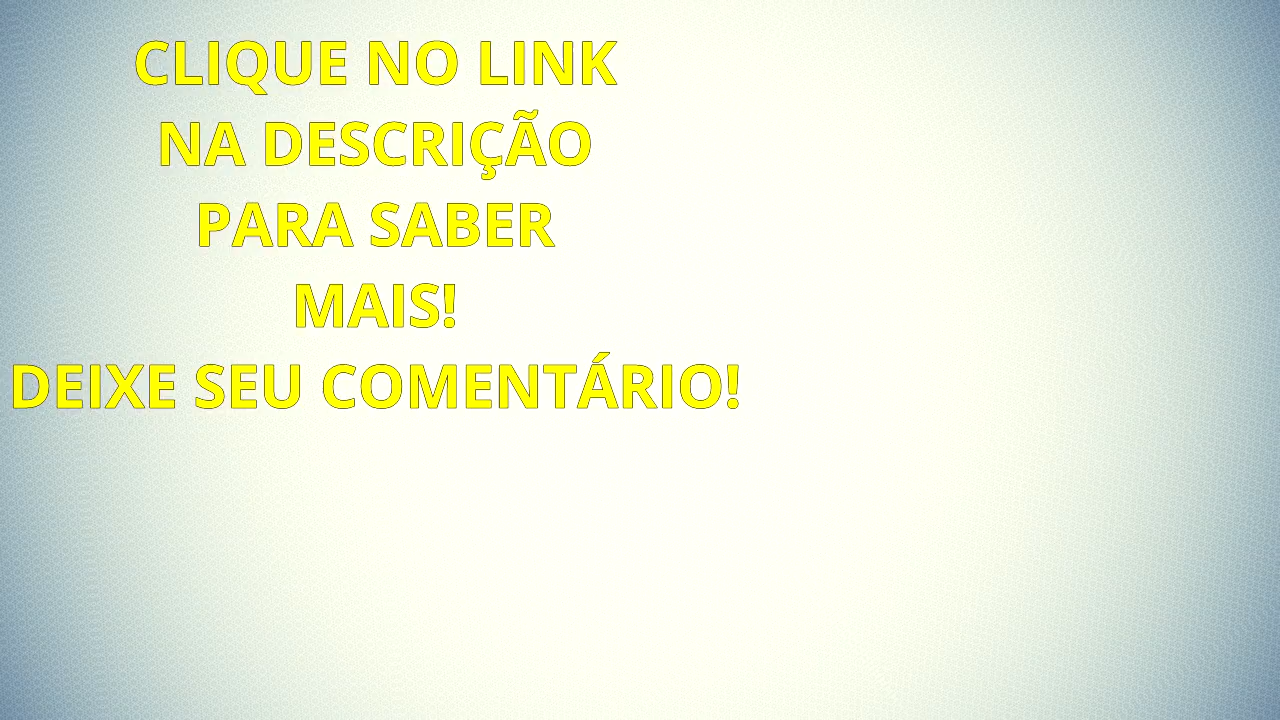 CLIQUE NO LINK
NA DESCRIÇÃO
PARA SABER
MAIS!
DEIXE SEU COMENTÁRIO!